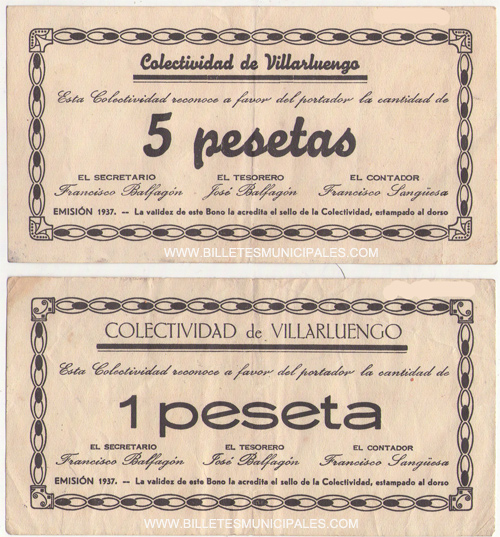 Colectividad de Villarluengo
Esta Colectividad reconoce a favor del portador la cantidad de
5 pesetas
EL SECRETARIO EL TESORERO EL CONTADOR
Francisco Balfagón José Balfagón Francisco Sangüesa
EMISIÓN 1937. -- La validez de este Bono la acredita el sello de la Colectividad, estampado al dorso
WWW.BILLETESMUNICIPALES.COM
COLECTIVIDAD de VILLARLUENGO
Esta Colectividad reconoce a favor del portador la cantidad de
1 peseta
EL SECRETARIO EL TESORERO EL CONTADOR
Francisco Balfagón José Balfagón Francisco Sangüesa
EMISIÓN 1937. -- La validez de este Bono la acredita el sello de la Colectividad, estampado al dorso
WWW.BILLETESMUNICIPALES.COM